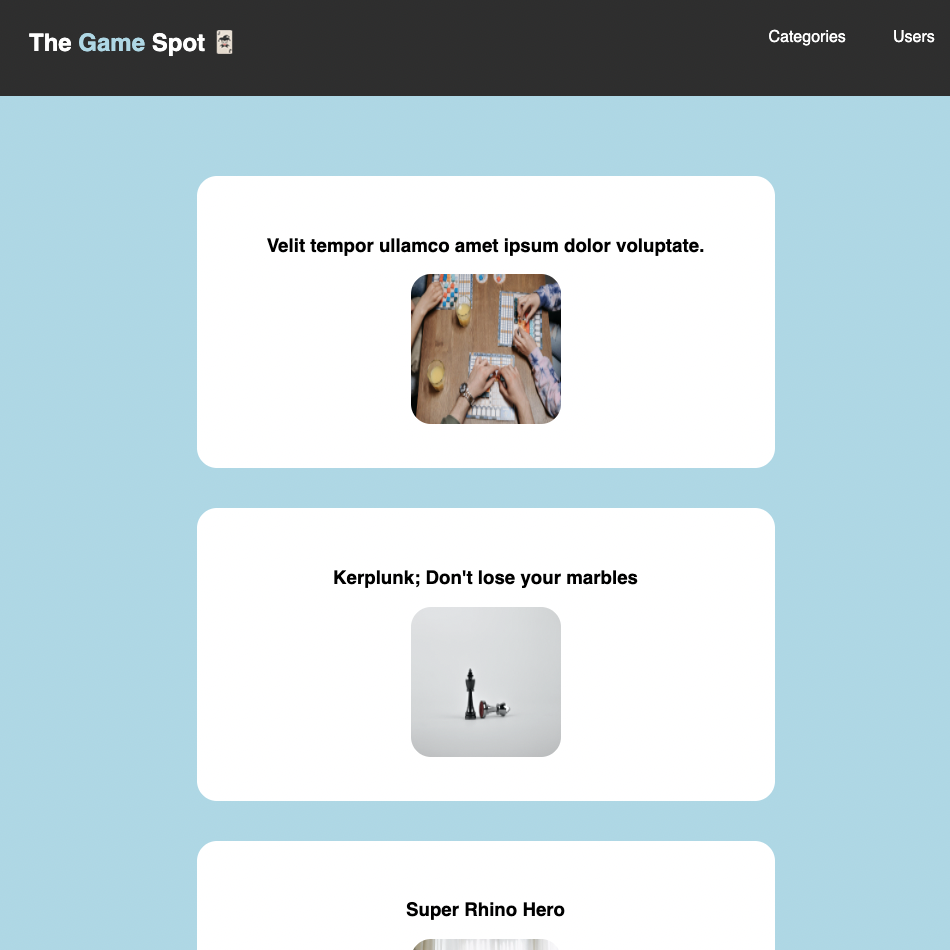 The Game Spot 🃏
Categories
Users
Velit tempor ullamco amet ipsum dolor voluptate.
Kerplunk; Don't lose your marbles
Super Rhino Hero